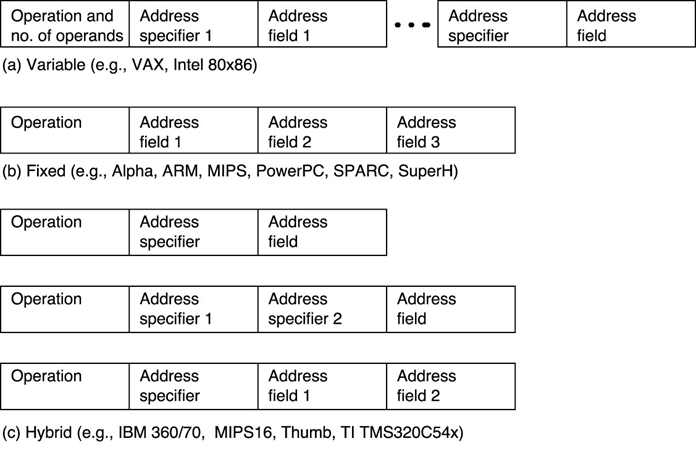 Operation and Address Address ••• Address Address
no. of operands specifier 1 field 1 specifier field
(a) Variable (e.g., VAX, Intel 80x86)
Operation Address Address Address
field 1 field 2 field 3
(b) Fixed (e.g., Alpha, ARM, MIPS, PowerPC, SPARC, SuperH)
Operation Address Address
specifier field
Operation Address Address Address
specifier 1 specifier 2 field
Operation Address Address Address
specifier field 1 field 2
(c) Hybrid (e.g., IBM 360/70, MIPS16, Thumb, TI TMS320C54x)